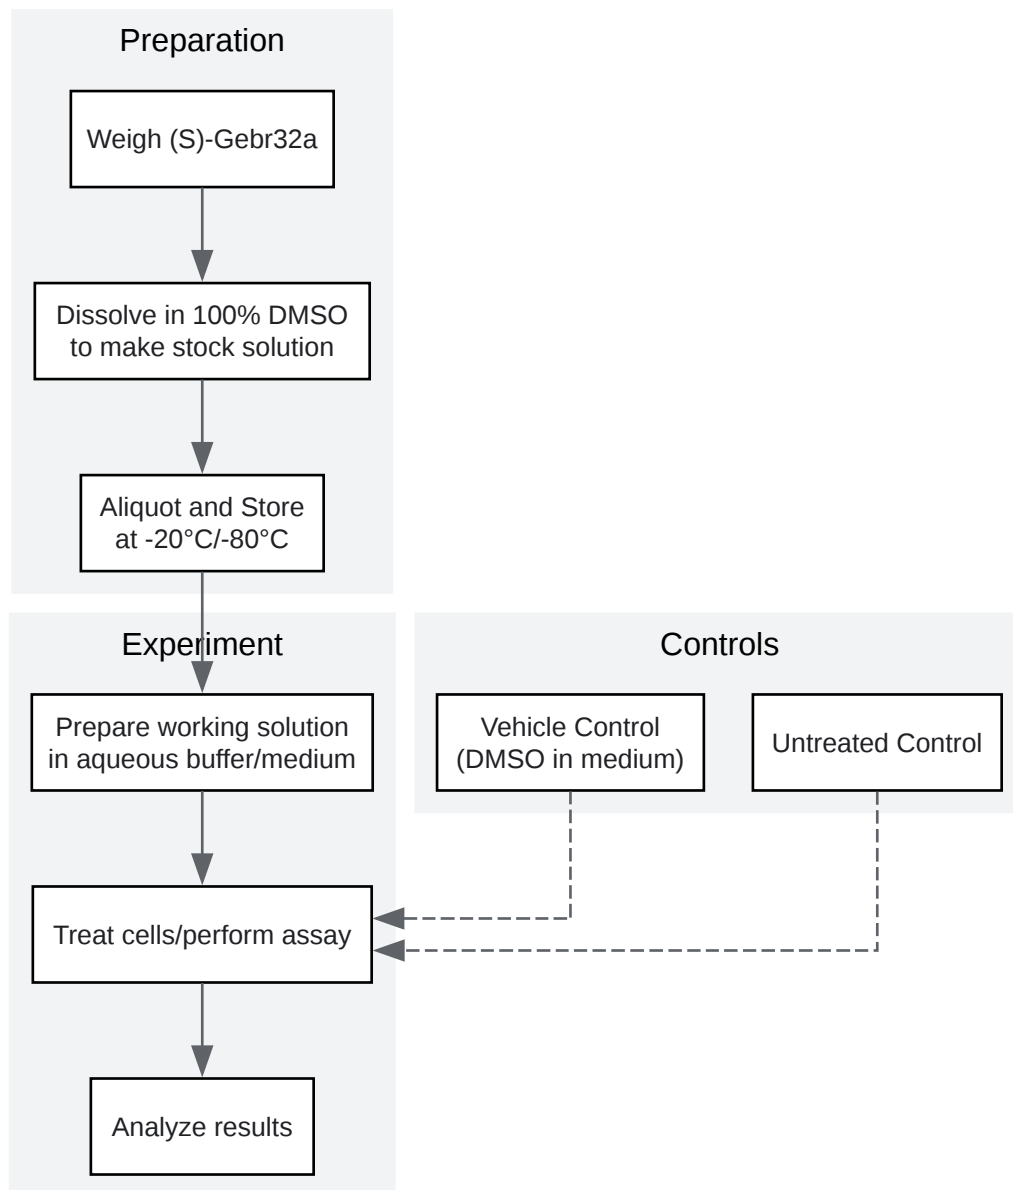 Preparation
Weigh (S)-Gebr32a
Dissolve in 100% DMSO
to make stock solution
Aliquot and Store
at -20°C/-80°C
Experiment
Prepare working solution
in aqueous buffer/medium
Treat cells/perform assay
Analyze results
Controls
Vehicle Control
(DMSO in medium)
Untreated Control